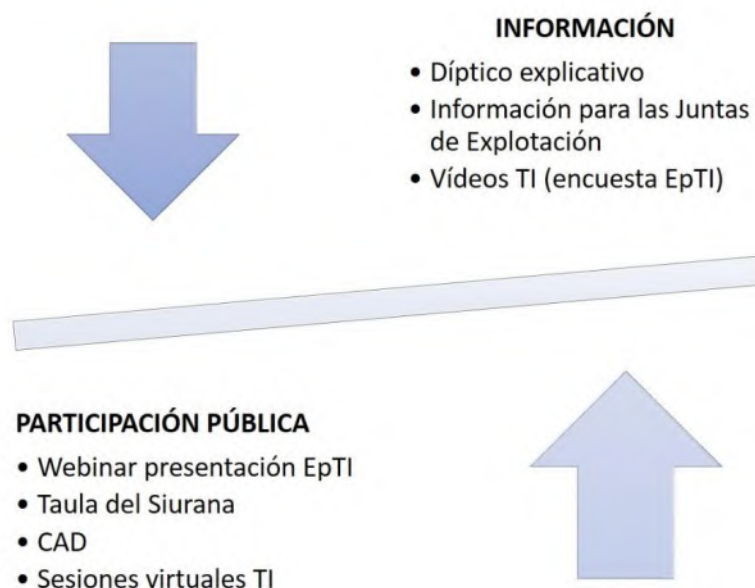 INFORMACIÓN
• Díptico explicativo
• Información para las Juntas
de Explotación
• Vídeos TI (encuesta EpTI)
PARTICIPACIÓN PÚBLICA
• Webinar presentación EpTI
• Taula del Siurana
• CAD
• Sesiones virtuales TI